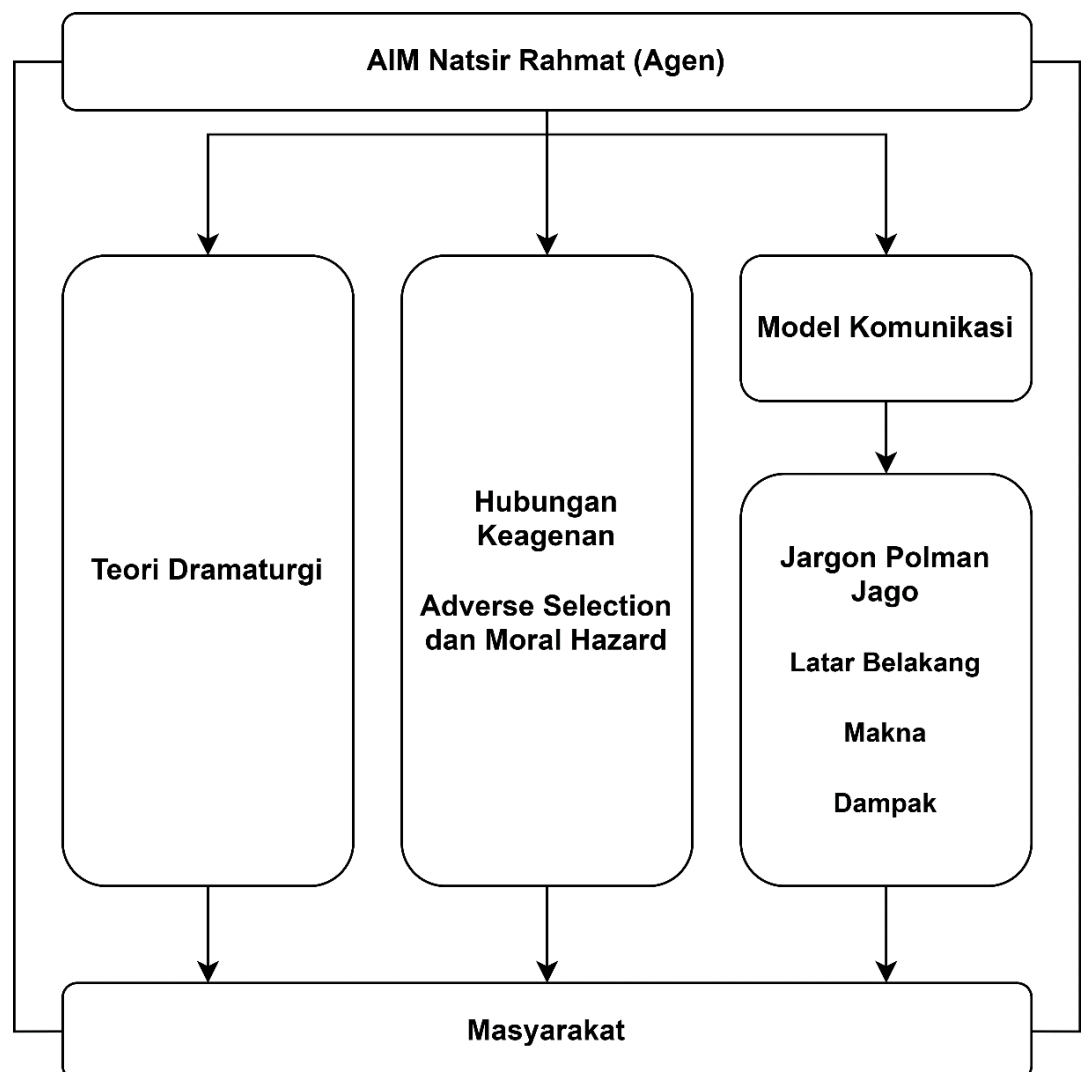 AIM Natsir Rahmat (Agen)
Teori Dramaturgi
Hubungan
Keagenan
Adverse Selection
dan Moral Hazard
Model Komunikasi
Jargon Polman
Jago
Latar Belakang
Makna
Dampak
Masyarakat